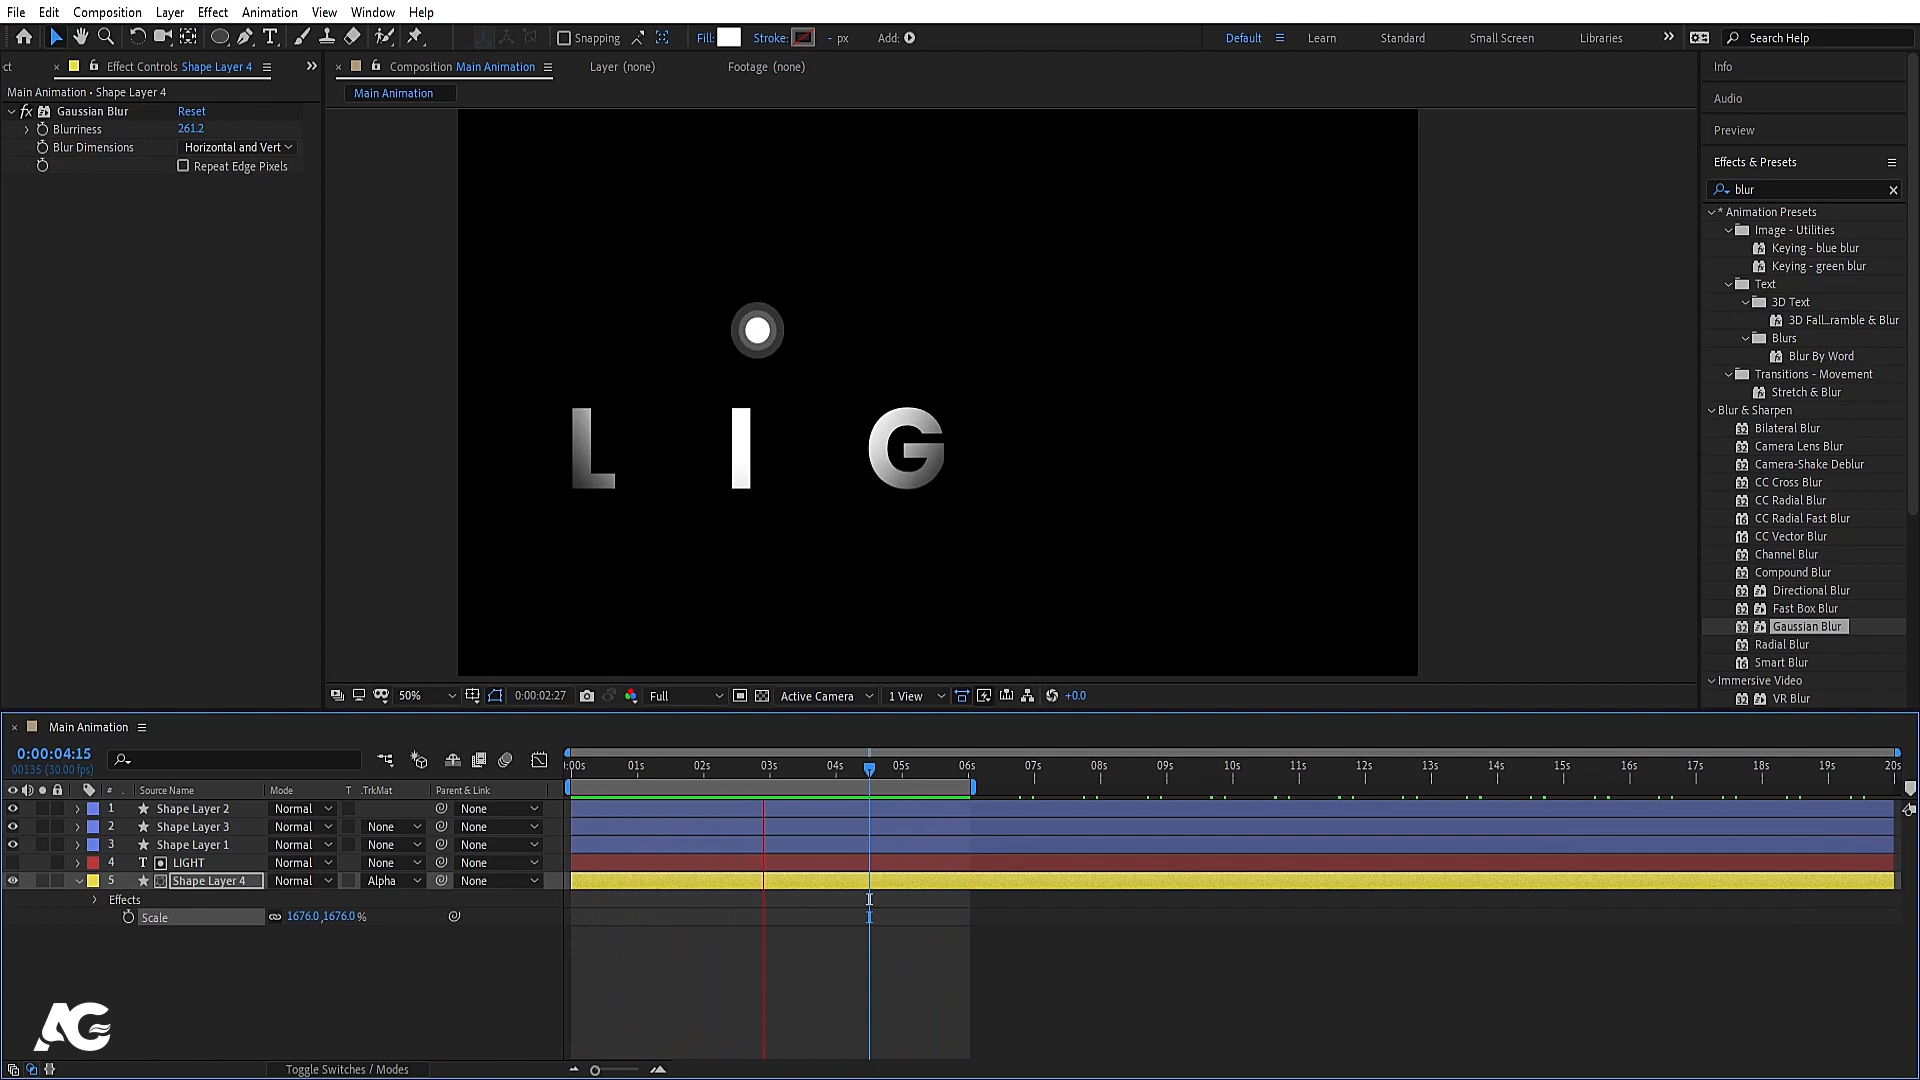 File Edit Composition Layer Effect Animation View Window Help
Snapping Fill: Stroke: - px Add: Default Learn Standard Small Screen Libraries Search Help
ct Effect Controls Shape Layer 4 Composition Main Animation Layer (none) Footage (none) Info
Main Animation • Shape Layer 4 Main Animation Audio
fx Gaussian Blur Reset
Blurriness 261.2 Preview
Blur Dimensions Horizontal and Vert
Repeat Edge Pixels Effects & Presets
blur
* Animation Presets
Image - Utilities
Keying - blue blur
Keying - green blur
Text
3D Text
3D Fall...ramble & Blur
Blurs
Blur By Word
Transitions - Movement
Stretch & Blur
Blur & Sharpen
Bilateral Blur
Camera Lens Blur
Camera-Shake Deblur
CC Cross Blur
CC Radial Blur
CC Radial Fast Blur
CC Vector Blur
Channel Blur
Compound Blur
Directional Blur
Fast Box Blur
Gaussian Blur
Radial Blur
Smart Blur
Immersive Video
VR Blur
L I G
50% 0:00:02:27 Full Active Camera 1 View +0.0
Main Animation
0:00:04:15
00135 (30.00 fps)
:00s 01s 02s 03s 04s 05s 06s 07s 08s 09s 10s 11s 12s 13s 14s 15s 16s 17s 18s 19s 20s
# . Source Name Mode T .TrkMat Parent & Link
1 Shape Layer 2 Normal None
2 Shape Layer 3 Normal None None
3 Shape Layer 1 Normal None None
4 T LIGHT Normal None None
5 Shape Layer 4 Normal Alpha None
Effects
Scale 1676.0,1676.0 %
AG
Toggle Switches / Modes